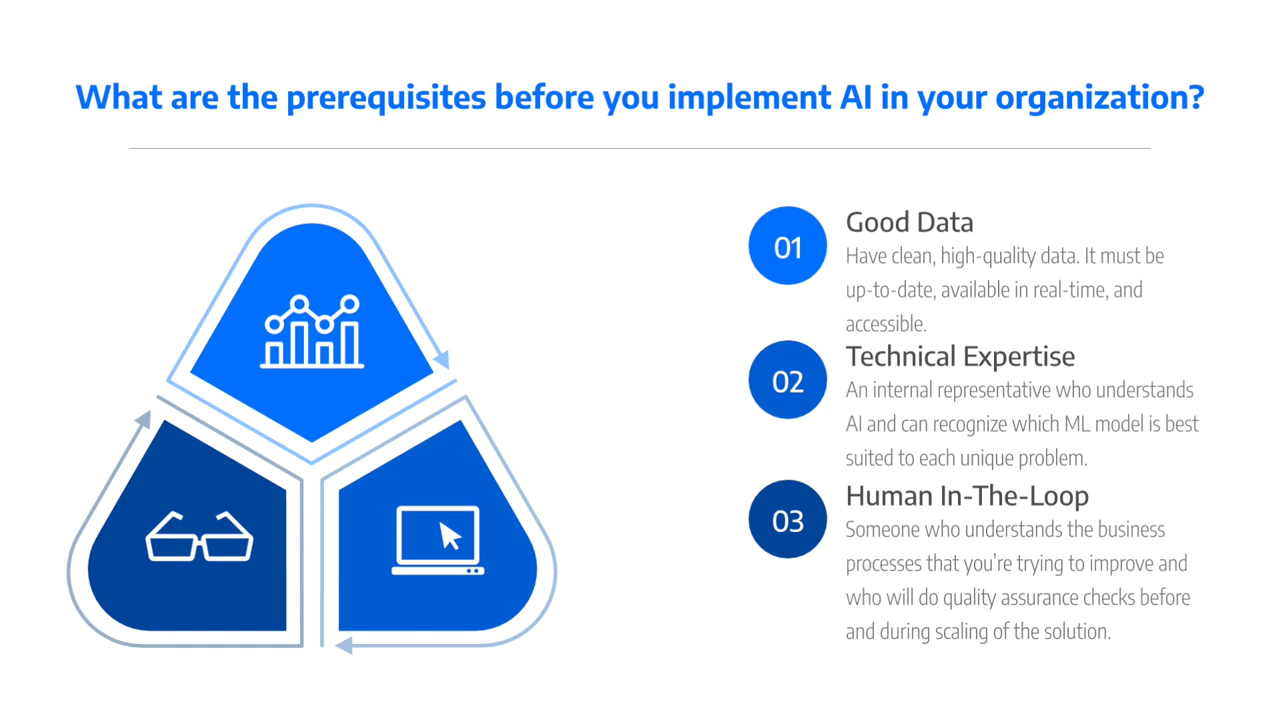 What are the prerequisites before you implement AI in your organization?
01
Good Data
Have clean, high-quality data. It must be
up-to-date, available in real-time, and
accessible.
02
Technical Expertise
An internal representative who understands
AI and can recognize which ML model is best
suited to each unique problem.
03
Human In-The-Loop
Someone who understands the business
processes that you’re trying to improve and
who will do quality assurance checks before
and during scaling of the solution.